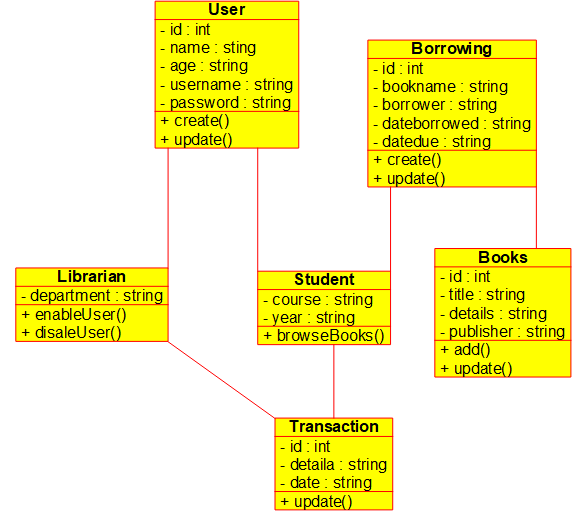 User
- id : int
- name : sting
- age : string
- username : string
- password : string
+ create()
+ update()
Borrowing
- id : int
- bookname : string
- borrower : string
- dateborrowed : string
- datedue : string
+ create()
+ update()
Librarian
- department : string
+ enableUser()
+ disaleUser()
Student
- course : string
- year : string
+ browseBooks()
Books
- id : int
- title : string
- details : string
- publisher : string
+ add()
+ update()
Transaction
- id : int
- detaila : string
- date : string
+ update()